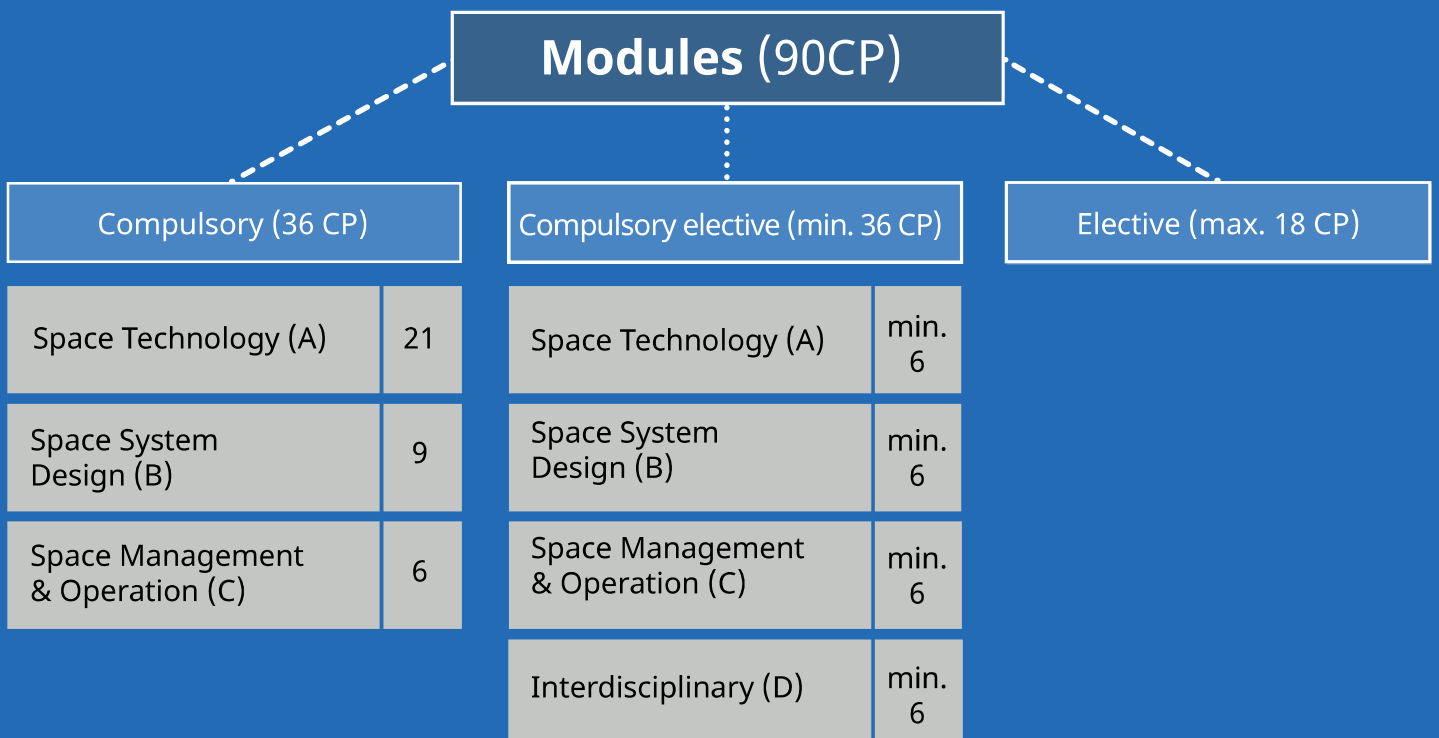 Modules (90CP)
Compulsory (36 CP)
Compulsory elective (min. 36 CP)
Elective (max. 18 CP)
Space Technology (A)
21
Space System
Design (B)
9
Space Management
& Operation (C)
6
Space Technology (A)
min.
6
Space System
Design (B)
min.
6
Space Management
& Operation (C)
min.
6
Interdisciplinary (D)
min.
6